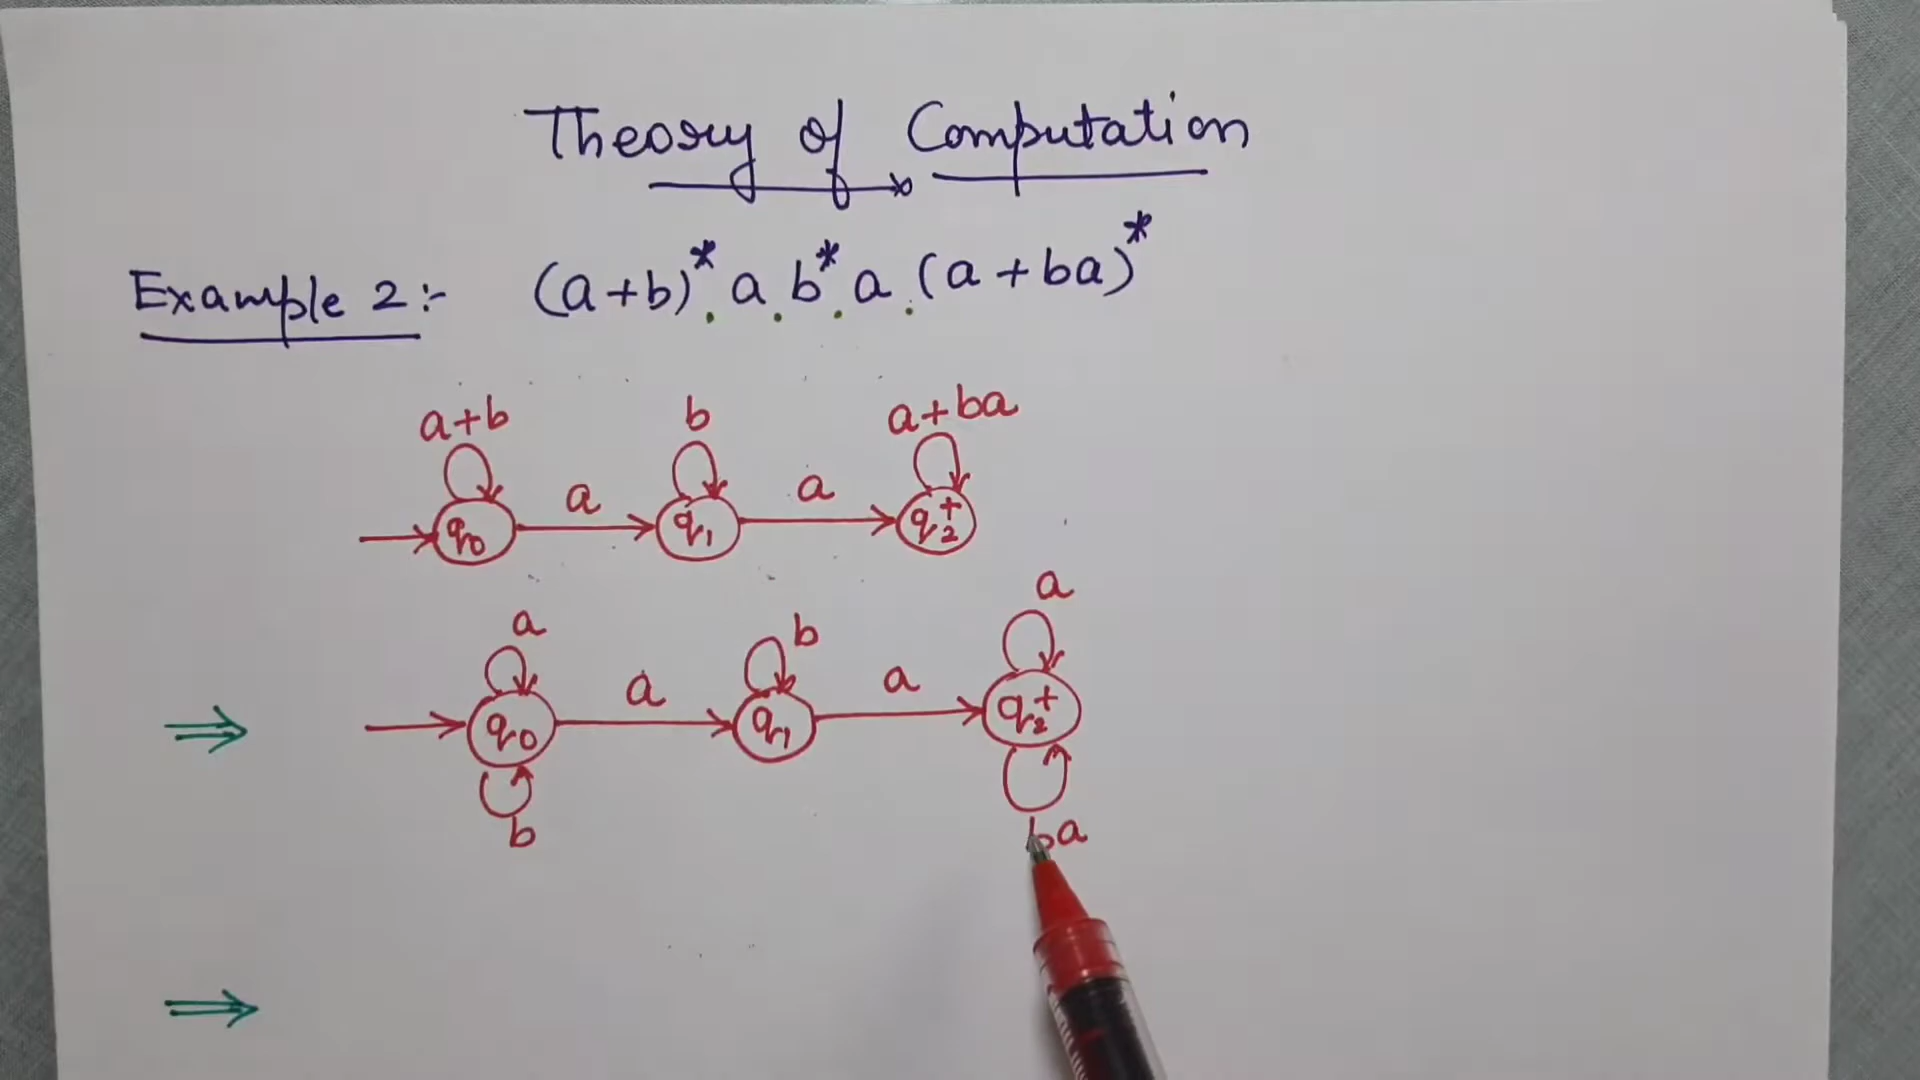 Theory of Computation
Example 2:- (a+b)* . a . b* . a . (a + ba)*
a+b b a+ba
a a
q0 q1 q2+
a b a
a a
q0 q1 q2+
b ba